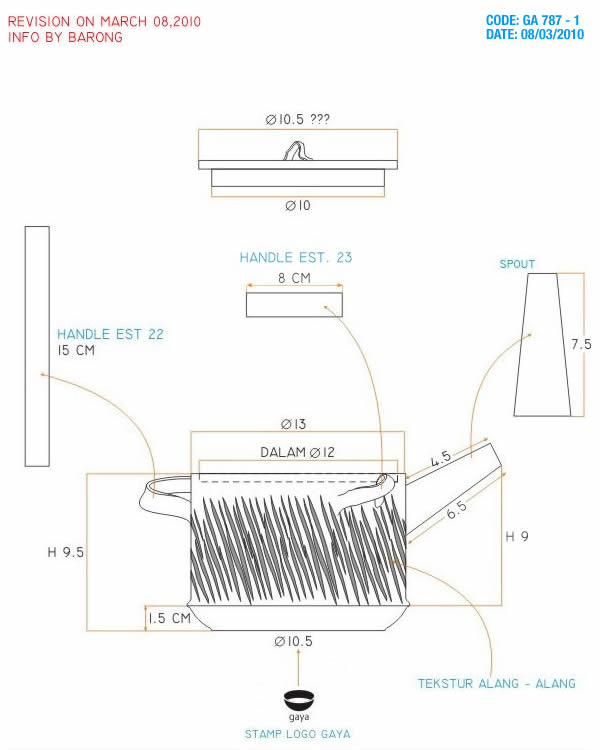 REVISION ON MARCH 08,2010
INFO BY BARONG
CODE: GA 787 - 1
DATE: 08/03/2010
Ø10.5 ???
Ø10
HANDLE EST. 23
8 CM
SPOUT
7.5
HANDLE EST 22
15 CM
Ø13
DALAM Ø12
4.5
6.5
H 9.5
H 9
1.5 CM
Ø10.5
TEKSTUR ALANG - ALANG
gaya
STAMP LOGO GAYA